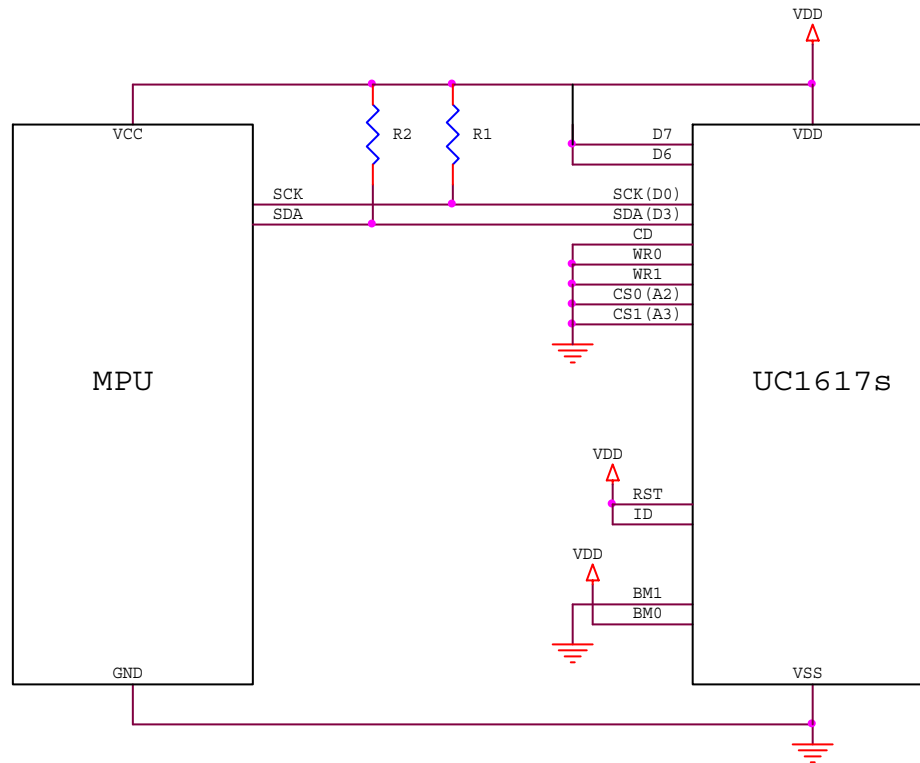 VDD
VCC
R2
R1
D7
VDD
D6
SCK
SCK(D0)
SDA
SDA(D3)
CD
WR0
WR1
CS0(A2)
CS1(A3)
MPU
UC1617s
VDD
RST
ID
VDD
BM1
BM0
GND
VSS